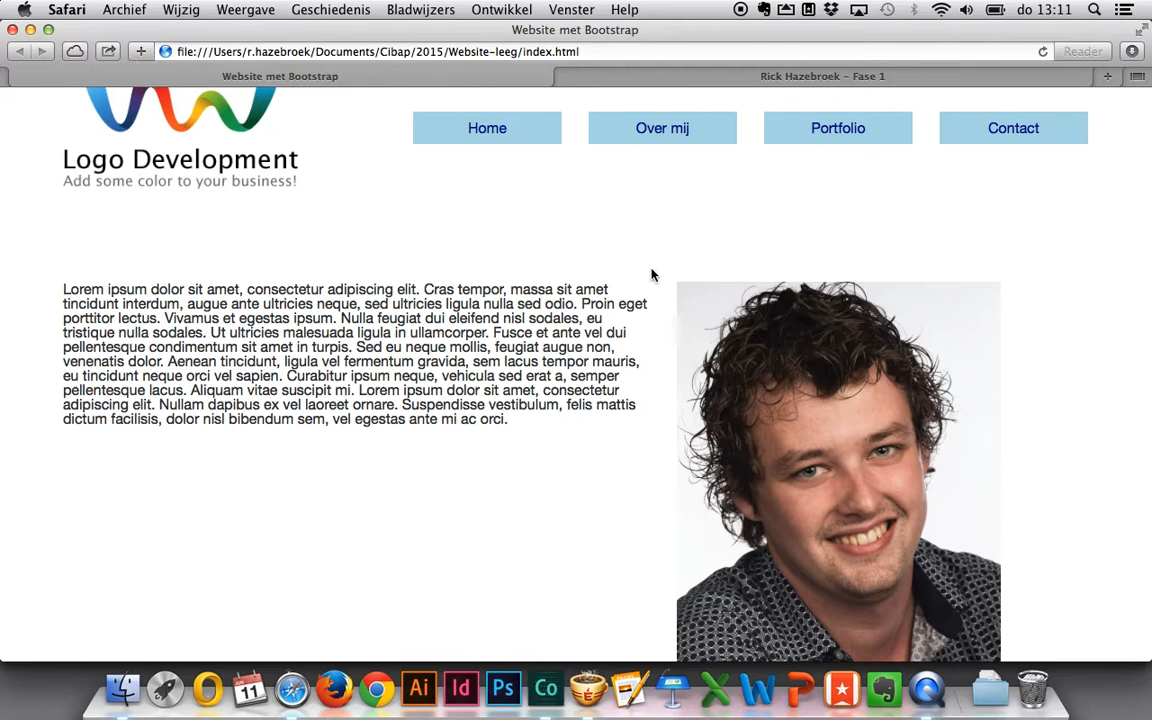 Safari Archief Wijzig Weergave Geschiedenis Bladwijzers Ontwikkel Venster Help do 13:11
Website met Bootstrap
file:///Users/r.hazebroek/Documents/Cibap/2015/Website-leeg/index.html Reader
Website met Bootstrap Rick Hazebroek – Fase 1
Home Over mij Portfolio Contact
Logo Development
Add some color to your business!
Lorem ipsum dolor sit amet, consectetur adipiscing elit. Cras tempor, massa sit amet
tincidunt interdum, augue ante ultricies neque, sed ultricies ligula nulla sed odio. Proin eget
porttitor lectus. Vivamus et egestas ipsum. Nulla feugiat dui eleifend nisl sodales, eu
tristique nulla sodales. Ut ultricies malesuada ligula in ullamcorper. Fusce et ante vel dui
pellentesque condimentum sit amet in turpis. Sed eu neque mollis, feugiat augue non,
venenatis dolor. Aenean tincidunt, ligula vel fermentum gravida, sem lacus tempor mauris,
eu tincidunt neque orci vel sapien. Curabitur ipsum neque, vehicula sed erat a, semper
pellentesque lacus. Aliquam vitae suscipit mi. Lorem ipsum dolor sit amet, consectetur
adipiscing elit. Nullam dapibus ex vel laoreet ornare. Suspendisse vestibulum, felis mattis
dictum facilisis, dolor nisl bibendum sem, vel egestas ante mi ac orci.
11 Ai Id Ps Co